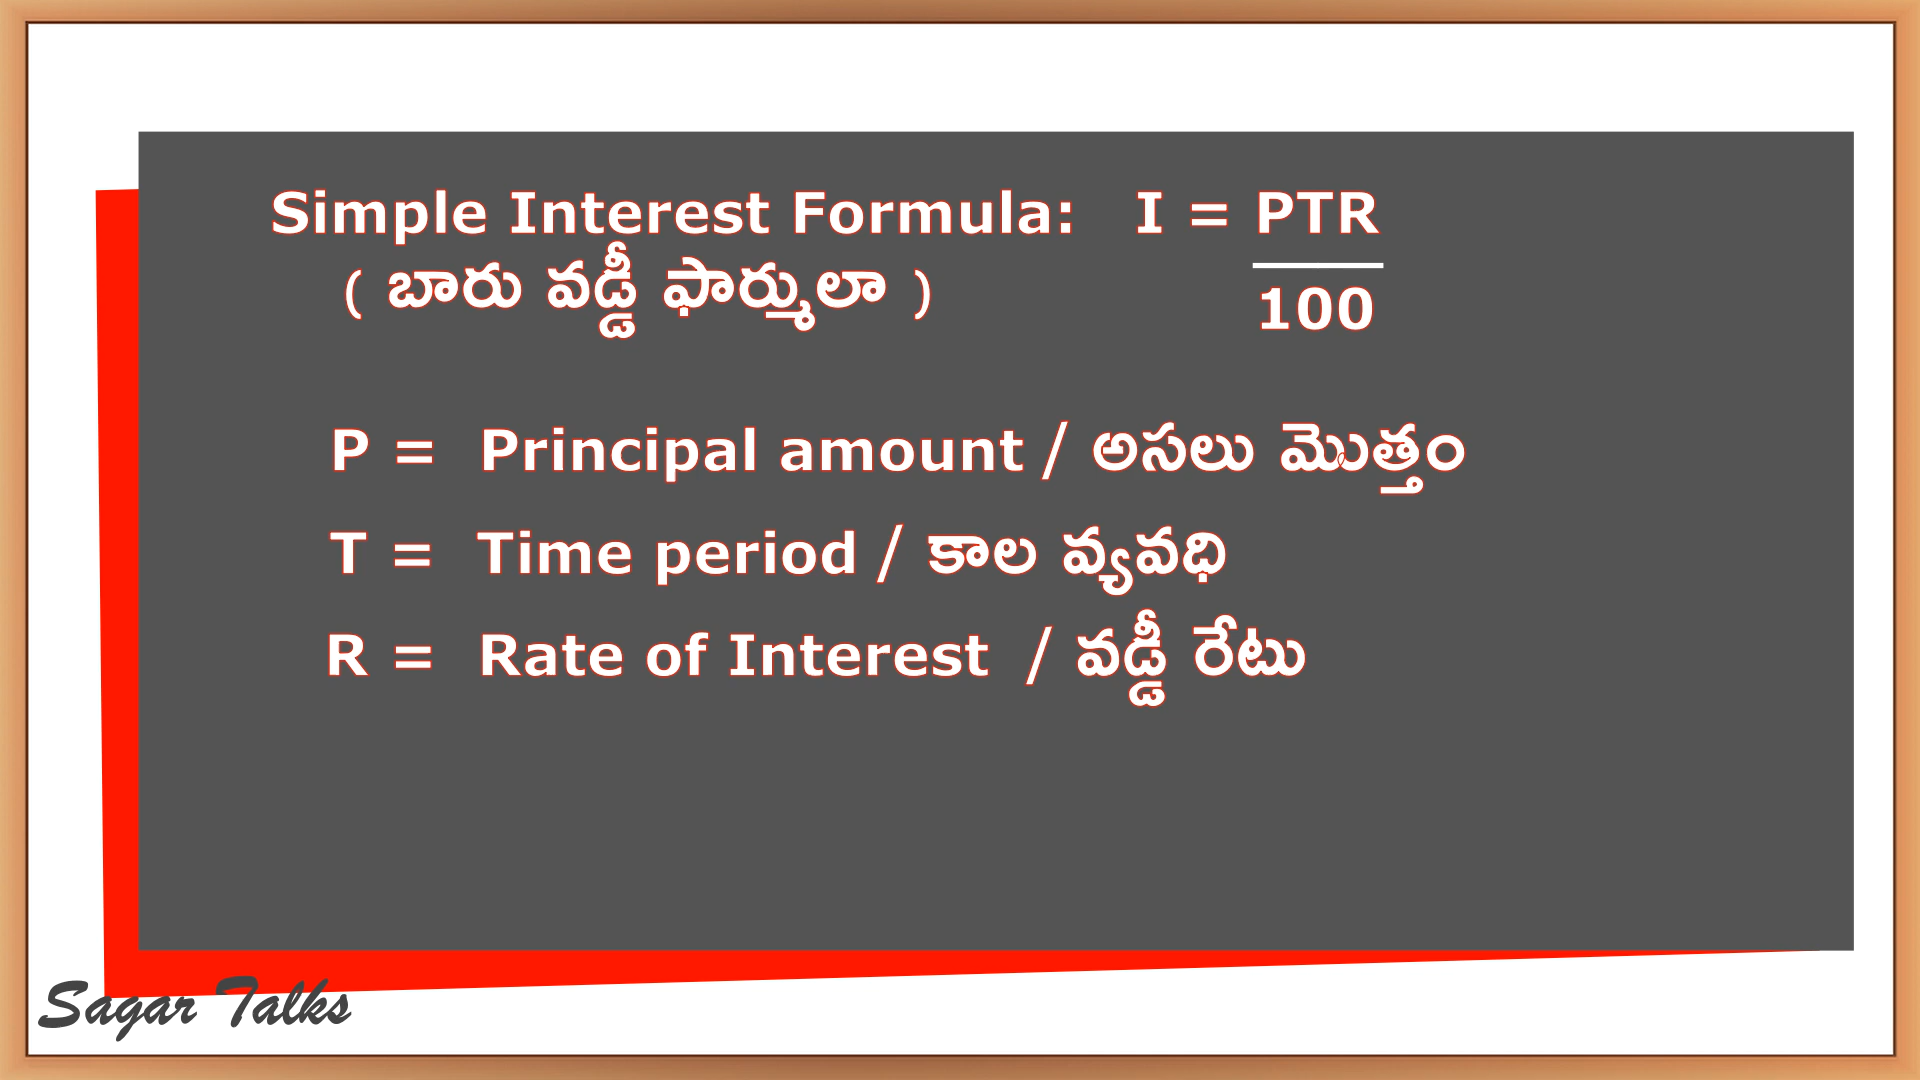 Simple Interest Formula: I = PTR
( బారు వడ్డీ ఫార్ములా )
100
P = Principal amount / అసలు మొత్తం
T = Time period / కాల వ్యవధి
R = Rate of Interest / వడ్డీ రేటు
Sagar Talks